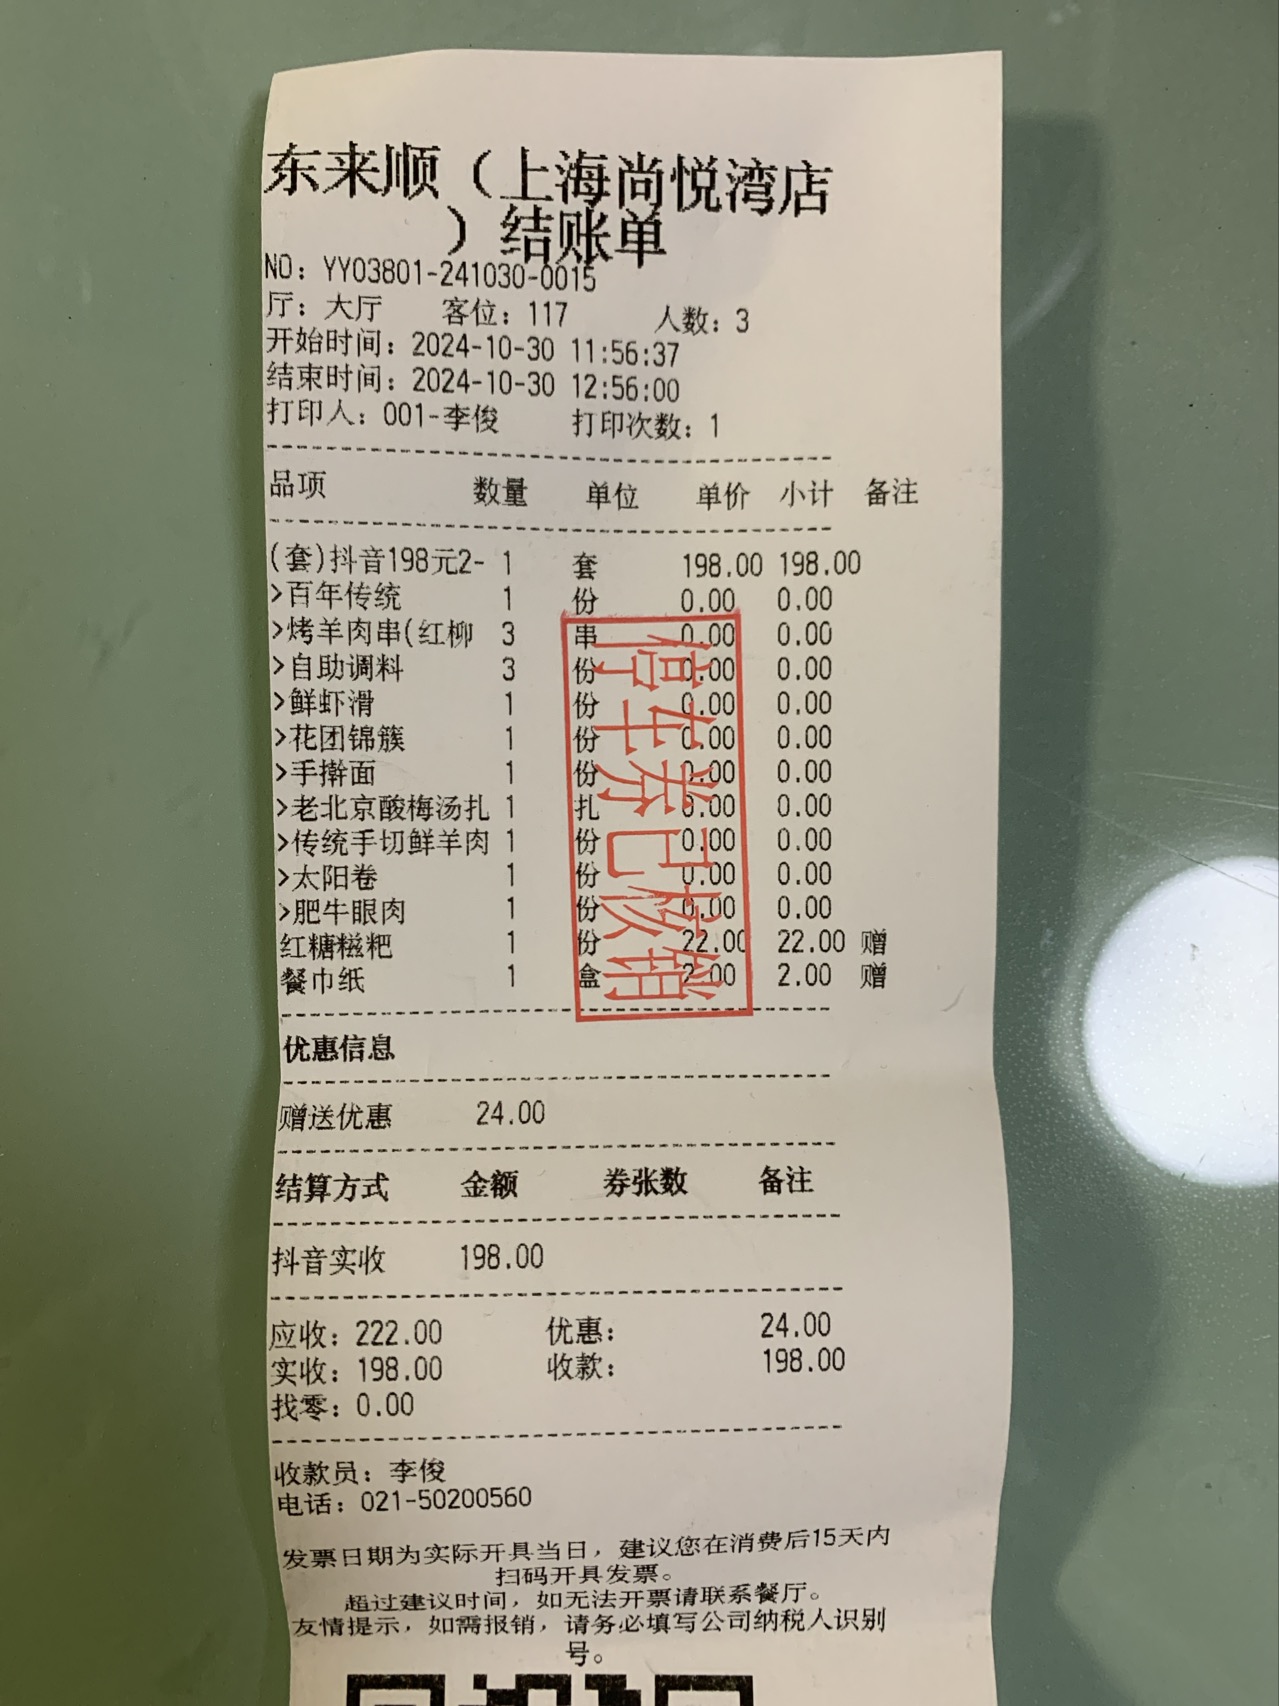 东来顺（上海尚悦湾店
）结账单
NO：YY03801-241030-0015
厅：大厅 客位：117 人数：3
开始时间：2024-10-30 11:56:37
结束时间：2024-10-30 12:56:00
打印人：001-李俊 打印次数：1
品项 数量 单位 单价 小计 备注
(套)抖音198元2- 1 套 198.00 198.00
>百年传统 1 份 0.00 0.00
>烤羊肉串(红柳 3 串 0.00 0.00
>自助调料 3 份 0.00 0.00
>鲜虾滑 1 份 0.00 0.00
>花团锦簇 1 份 0.00 0.00
>手擀面 1 份 0.00 0.00
>老北京酸梅汤扎 1 扎 0.00 0.00
>传统手切鲜羊肉 1 份 0.00 0.00
>太阳卷 1 份 0.00 0.00
>肥牛眼肉 1 份 0.00 0.00
红糖糍粑 1 份 22.00 22.00 赠
餐巾纸 1 盒 2.00 2.00 赠
停车券已核销
优惠信息
赠送优惠 24.00
结算方式 金额 券张数 备注
抖音实收 198.00
应收：222.00 优惠： 24.00
实收：198.00 收款： 198.00
找零：0.00
收款员：李俊
电话：021-50200560
发票日期为实际开具当日，建议您在消费后15天内
扫码开具发票。
超过建议时间，如无法开票请联系餐厅。
友情提示，如需报销，请务必填写公司纳税人识别
号。